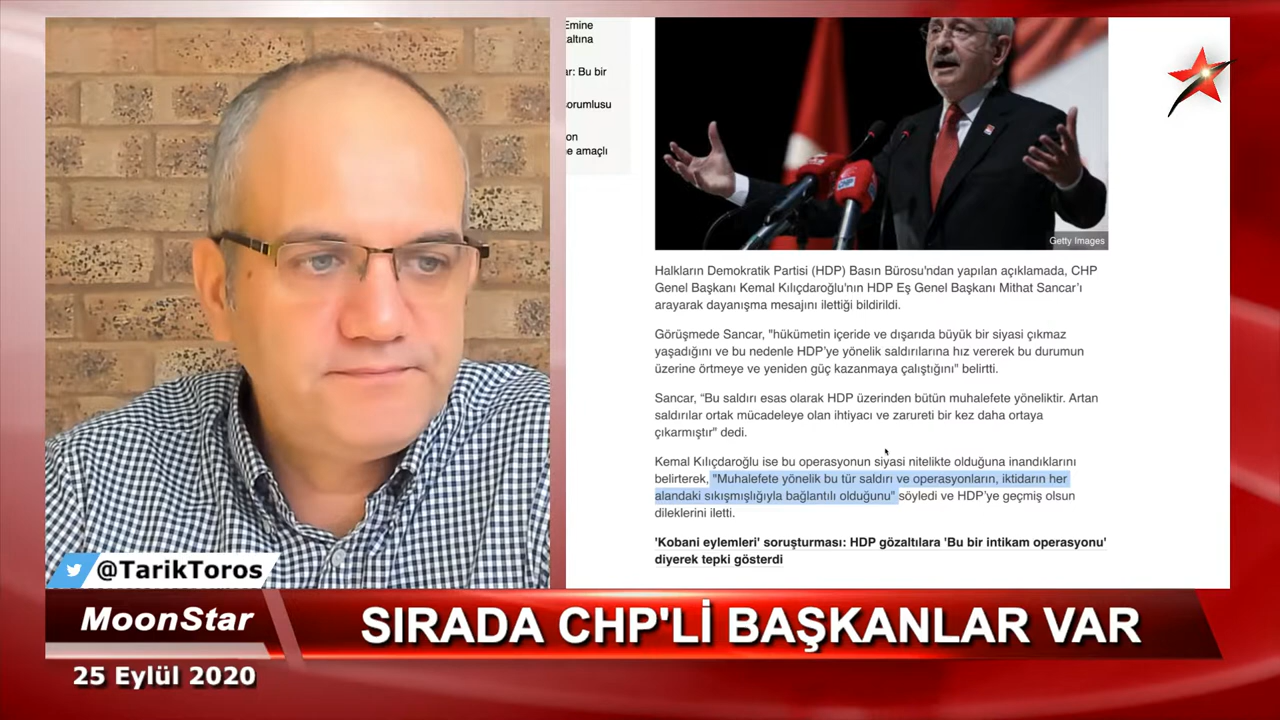 Emine
altına
ar: Bu bir
sorumlusu
on
e amaçlı
CHP
Getty Images
Halkların Demokratik Partisi (HDP) Basın Bürosu'ndan yapılan açıklamada, CHP
Genel Başkanı Kemal Kılıçdaroğlu'nın HDP Eş Genel Başkanı Mithat Sancar'ı
arayarak dayanışma mesajını ilettiği bildirildi.
Görüşmede Sancar, "hükümetin içeride ve dışarıda büyük bir siyasi çıkmaz
yaşadığını ve bu nedenle HDP'ye yönelik saldırılarına hız vererek bu durumun
üzerine örtmeye ve yeniden güç kazanmaya çalıştığını" belirtti.
Sancar, "Bu saldırı esas olarak HDP üzerinden bütün muhalefete yöneliktir. Artan
saldırılar ortak mücadeleye olan ihtiyacı ve zarureti bir kez daha ortaya
çıkarmıştır" dedi.
Kemal Kılıçdaroğlu ise bu operasyonun siyasi nitelikte olduğuna inandıklarını
belirterek, "Muhalefete yönelik bu tür saldırı ve operasyonların, iktidarın her
alandaki sıkışmışlığıyla bağlantılı olduğunu" söyledi ve HDP'ye geçmiş olsun
dileklerini iletti.
'Kobani eylemleri' soruşturması: HDP gözaltılara 'Bu bir intikam operasyonu'
diyerek tepki gösterdi
@TarikToros
MoonStar
SIRADA CHP'Lİ BAŞKANLAR VAR
25 Eylül 2020